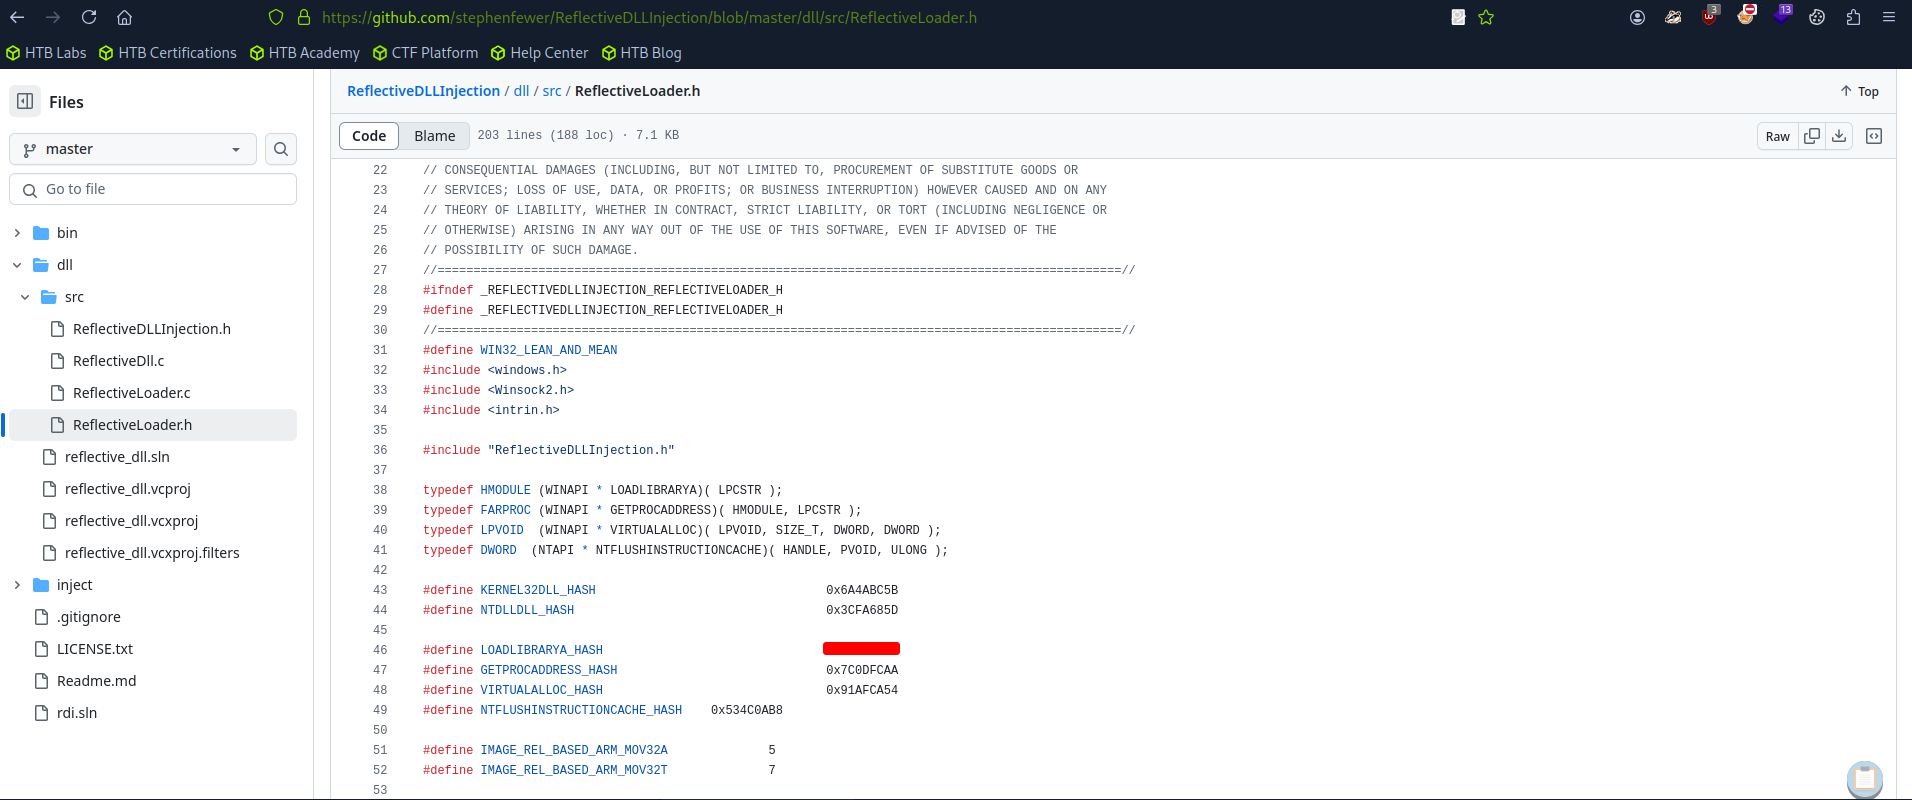 https://github.com/stephenfewer/ReflectiveDLLInjection/blob/master/dll/src/ReflectiveLoader.h
3
13
HTB Labs HTB Certifications HTB Academy CTF Platform Help Center HTB Blog
Files
master
Go to file
bin
dll
src
ReflectiveDLLInjection.h
ReflectiveDll.c
ReflectiveLoader.c
ReflectiveLoader.h
reflective_dll.sln
reflective_dll.vcproj
reflective_dll.vcxproj
reflective_dll.vcxproj.filters
inject
.gitignore
LICENSE.txt
Readme.md
rdi.sln
ReflectiveDLLInjection / dll / src / ReflectiveLoader.h
Top
Code Blame 203 lines (188 loc) · 7.1 KB
Raw
22 // CONSEQUENTIAL DAMAGES (INCLUDING, BUT NOT LIMITED TO, PROCUREMENT OF SUBSTITUTE GOODS OR
23 // SERVICES; LOSS OF USE, DATA, OR PROFITS; OR BUSINESS INTERRUPTION) HOWEVER CAUSED AND ON ANY
24 // THEORY OF LIABILITY, WHETHER IN CONTRACT, STRICT LIABILITY, OR TORT (INCLUDING NEGLIGENCE OR
25 // OTHERWISE) ARISING IN ANY WAY OUT OF THE USE OF THIS SOFTWARE, EVEN IF ADVISED OF THE
26 // POSSIBILITY OF SUCH DAMAGE.
27 //===============================================================================================//
28 #ifndef _REFLECTIVEDLLINJECTION_REFLECTIVELOADER_H
29 #define _REFLECTIVEDLLINJECTION_REFLECTIVELOADER_H
30 //===============================================================================================//
31 #define WIN32_LEAN_AND_MEAN
32 #include <windows.h>
33 #include <Winsock2.h>
34 #include <intrin.h>
35
36 #include "ReflectiveDLLInjection.h"
37
38 typedef HMODULE (WINAPI * LOADLIBRARYA)( LPCSTR );
39 typedef FARPROC (WINAPI * GETPROCADDRESS)( HMODULE, LPCSTR );
40 typedef LPVOID  (WINAPI * VIRTUALALLOC)( LPVOID, SIZE_T, DWORD, DWORD );
41 typedef DWORD  (NTAPI * NTFLUSHINSTRUCTIONCACHE)( HANDLE, PVOID, ULONG );
42
43 #define KERNEL32DLL_HASH 0x6A4ABC5B
44 #define NTDLLDLL_HASH 0x3CFA685D
45
46 #define LOADLIBRARYA_HASH
47 #define GETPROCADDRESS_HASH 0x7C0DFCAA
48 #define VIRTUALALLOC_HASH 0x91AFCA54
49 #define NTFLUSHINSTRUCTIONCACHE_HASH 0x534C0AB8
50
51 #define IMAGE_REL_BASED_ARM_MOV32A 5
52 #define IMAGE_REL_BASED_ARM_MOV32T 7
53